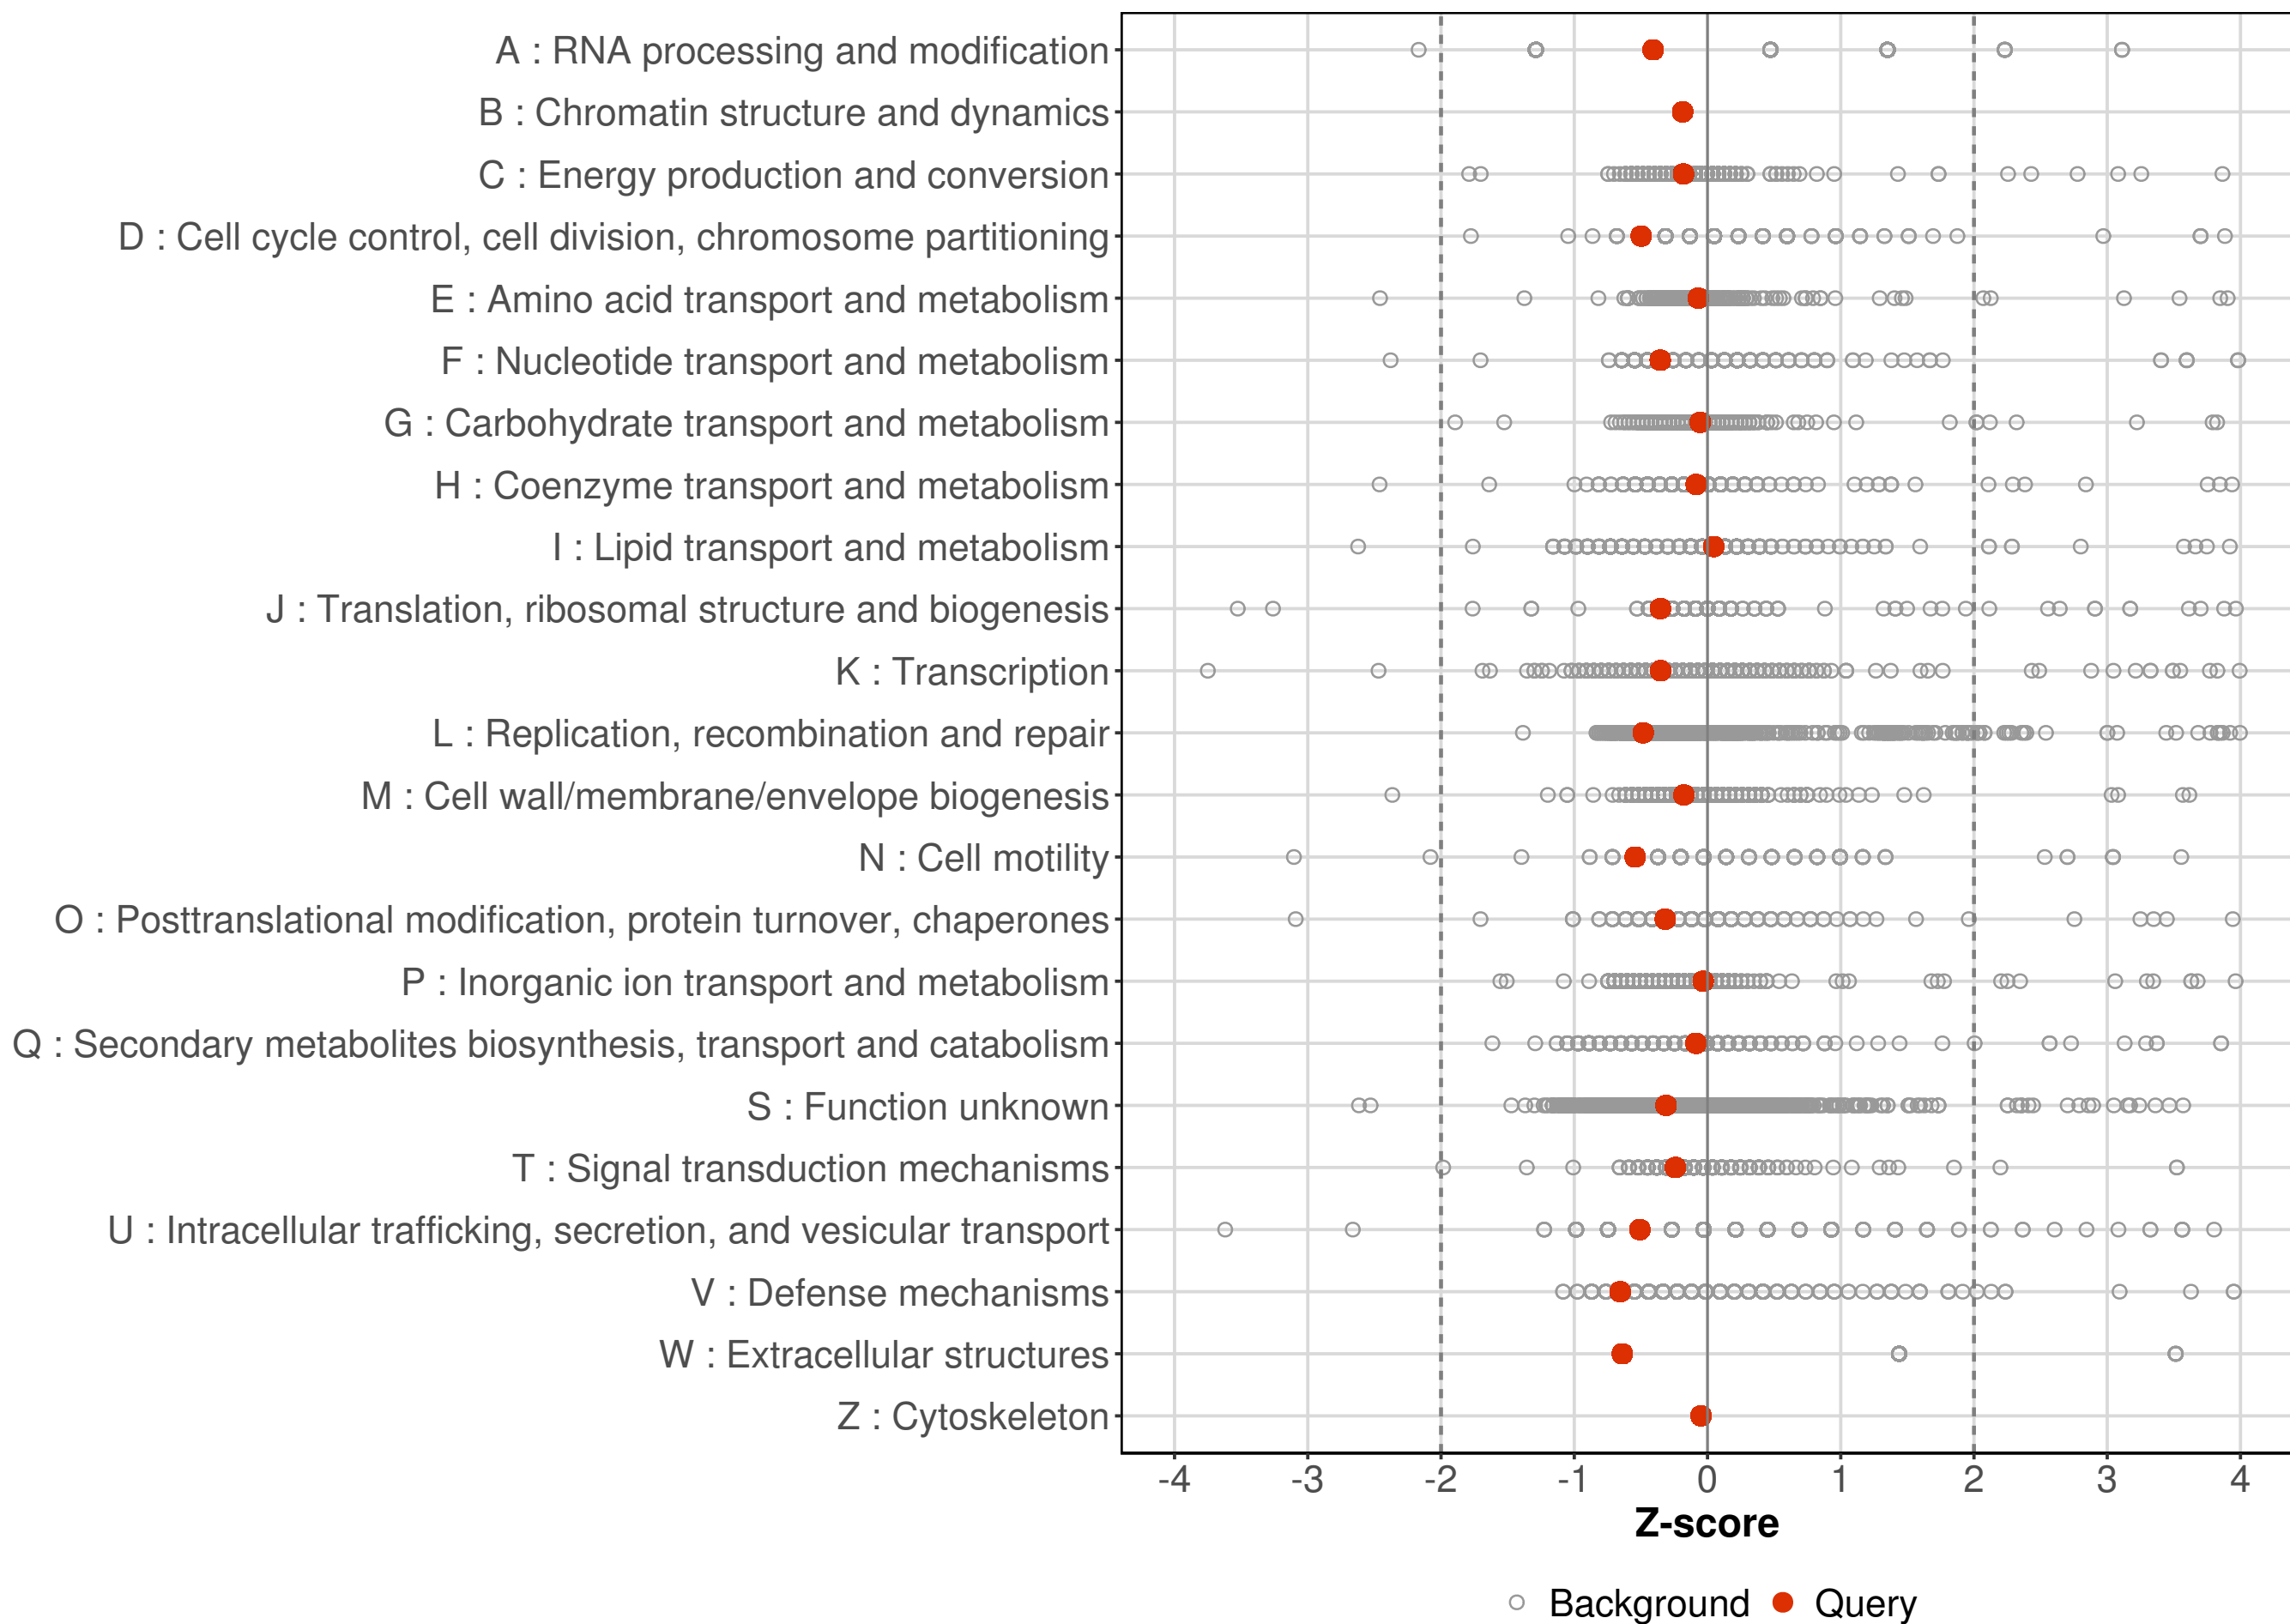 A : RNA processing and modification
B : Chromatin structure and dynamics
C : Energy production and conversion
D : Cell cycle control, cell division, chromosome partitioning
E : Amino acid transport and metabolism
F : Nucleotide transport and metabolism
G : Carbohydrate transport and metabolism
H : Coenzyme transport and metabolism
I : Lipid transport and metabolism
J : Translation, ribosomal structure and biogenesis
K : Transcription
L : Replication, recombination and repair
M : Cell wall/membrane/envelope biogenesis
N : Cell motility
O : Posttranslational modification, protein turnover, chaperones
P : Inorganic ion transport and metabolism
Q : Secondary metabolites biosynthesis, transport and catabolism
S : Function unknown
T : Signal transduction mechanisms
U : Intracellular trafficking, secretion, and vesicular transport
V : Defense mechanisms
W : Extracellular structures
Z : Cytoskeleton
-4 -3 -2 -1 0 1 2 3 4
Z-score
Background Query